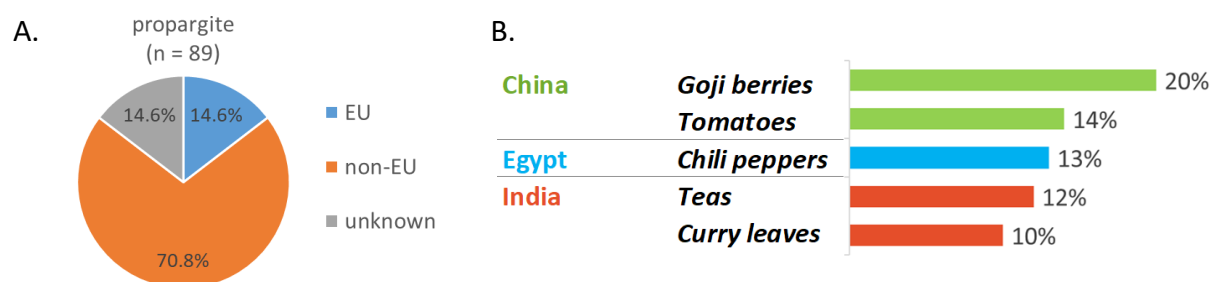 A.
propargite
(n = 89)
14.6%
14.6%
70.8%
EU
non-EU
unknown
B.
China Goji berries 20%
Tomatoes 14%
Egypt Chili peppers 13%
India Teas 12%
Curry leaves 10%